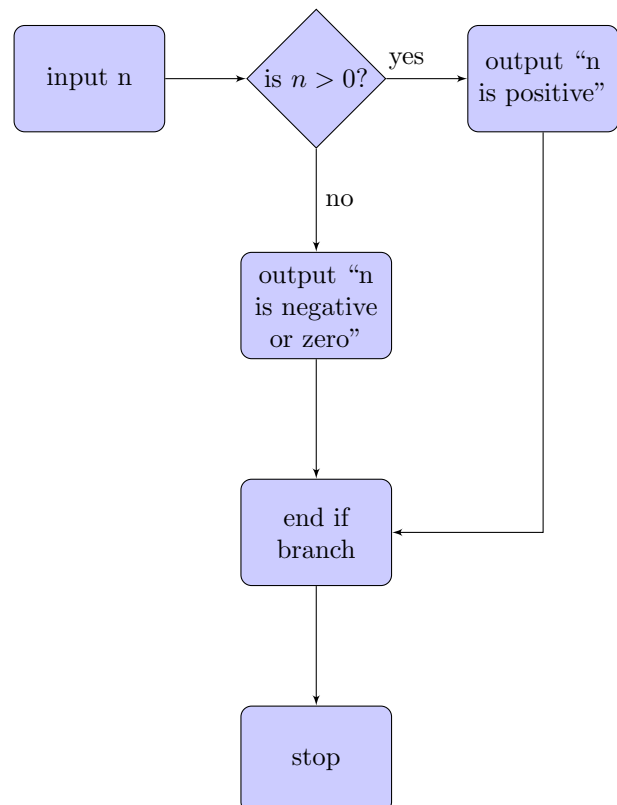 input n
is n > 0?
yes
output “n
is positive”
no
output “n
is negative
or zero”
end if
branch
stop